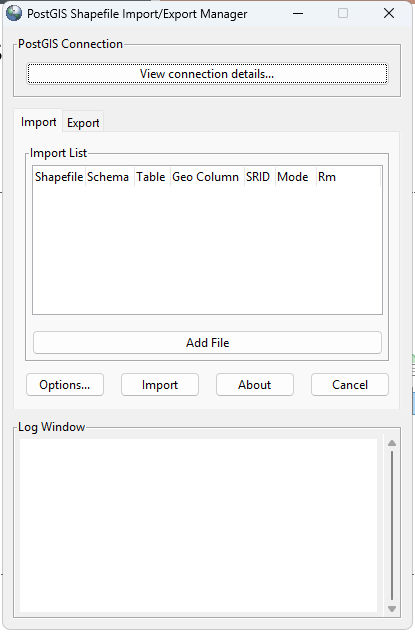 PostGIS Shapefile Import/Export Manager
PostGIS Connection
View connection details...
Import Export
Import List
Shapefile Schema Table Geo Column SRID Mode Rm
Add File
Options... Import About Cancel
Log Window